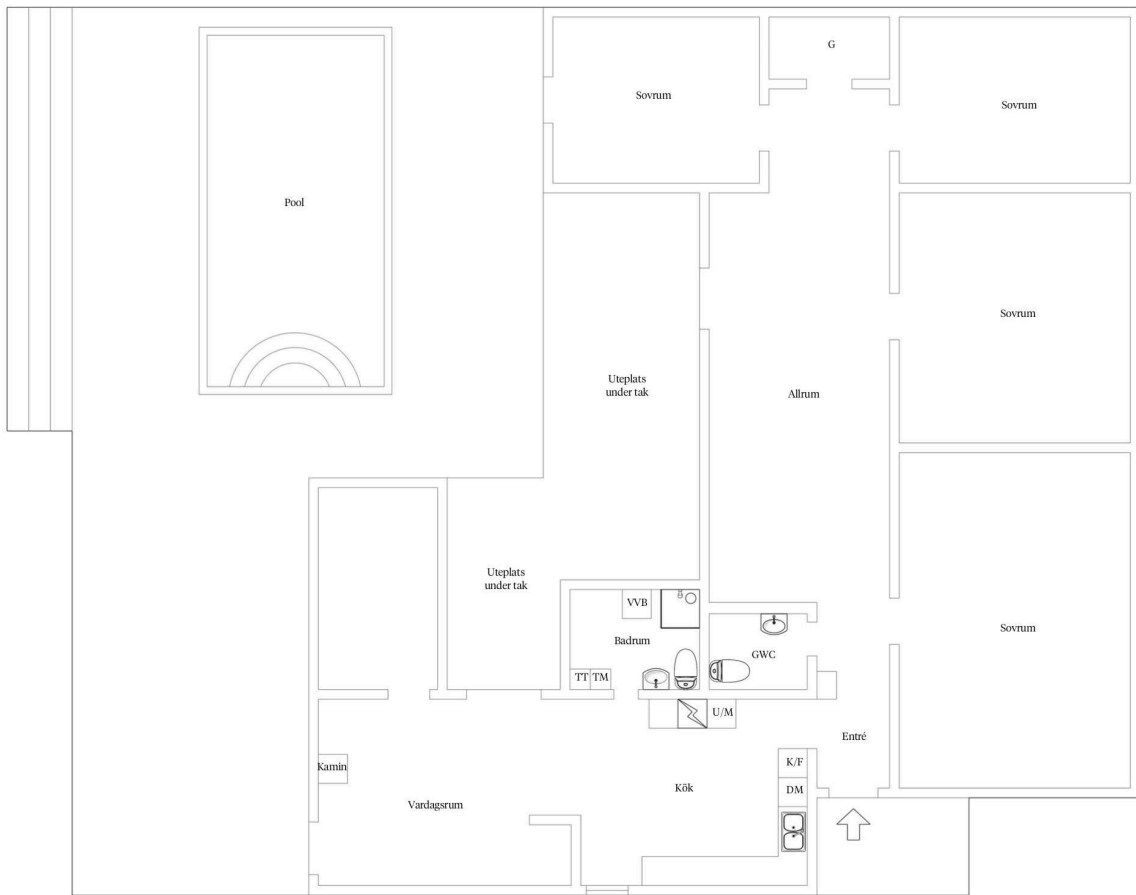 G
Sovrum
Sovrum
Pool
Sovrum
Uteplats
under tak
Allrum
Uteplats
under tak
VVB
Badrum
Sovrum
GWC
TT
TM
U/M
Entré
K/F
Kamin
Kök
DM
Vardagsrum